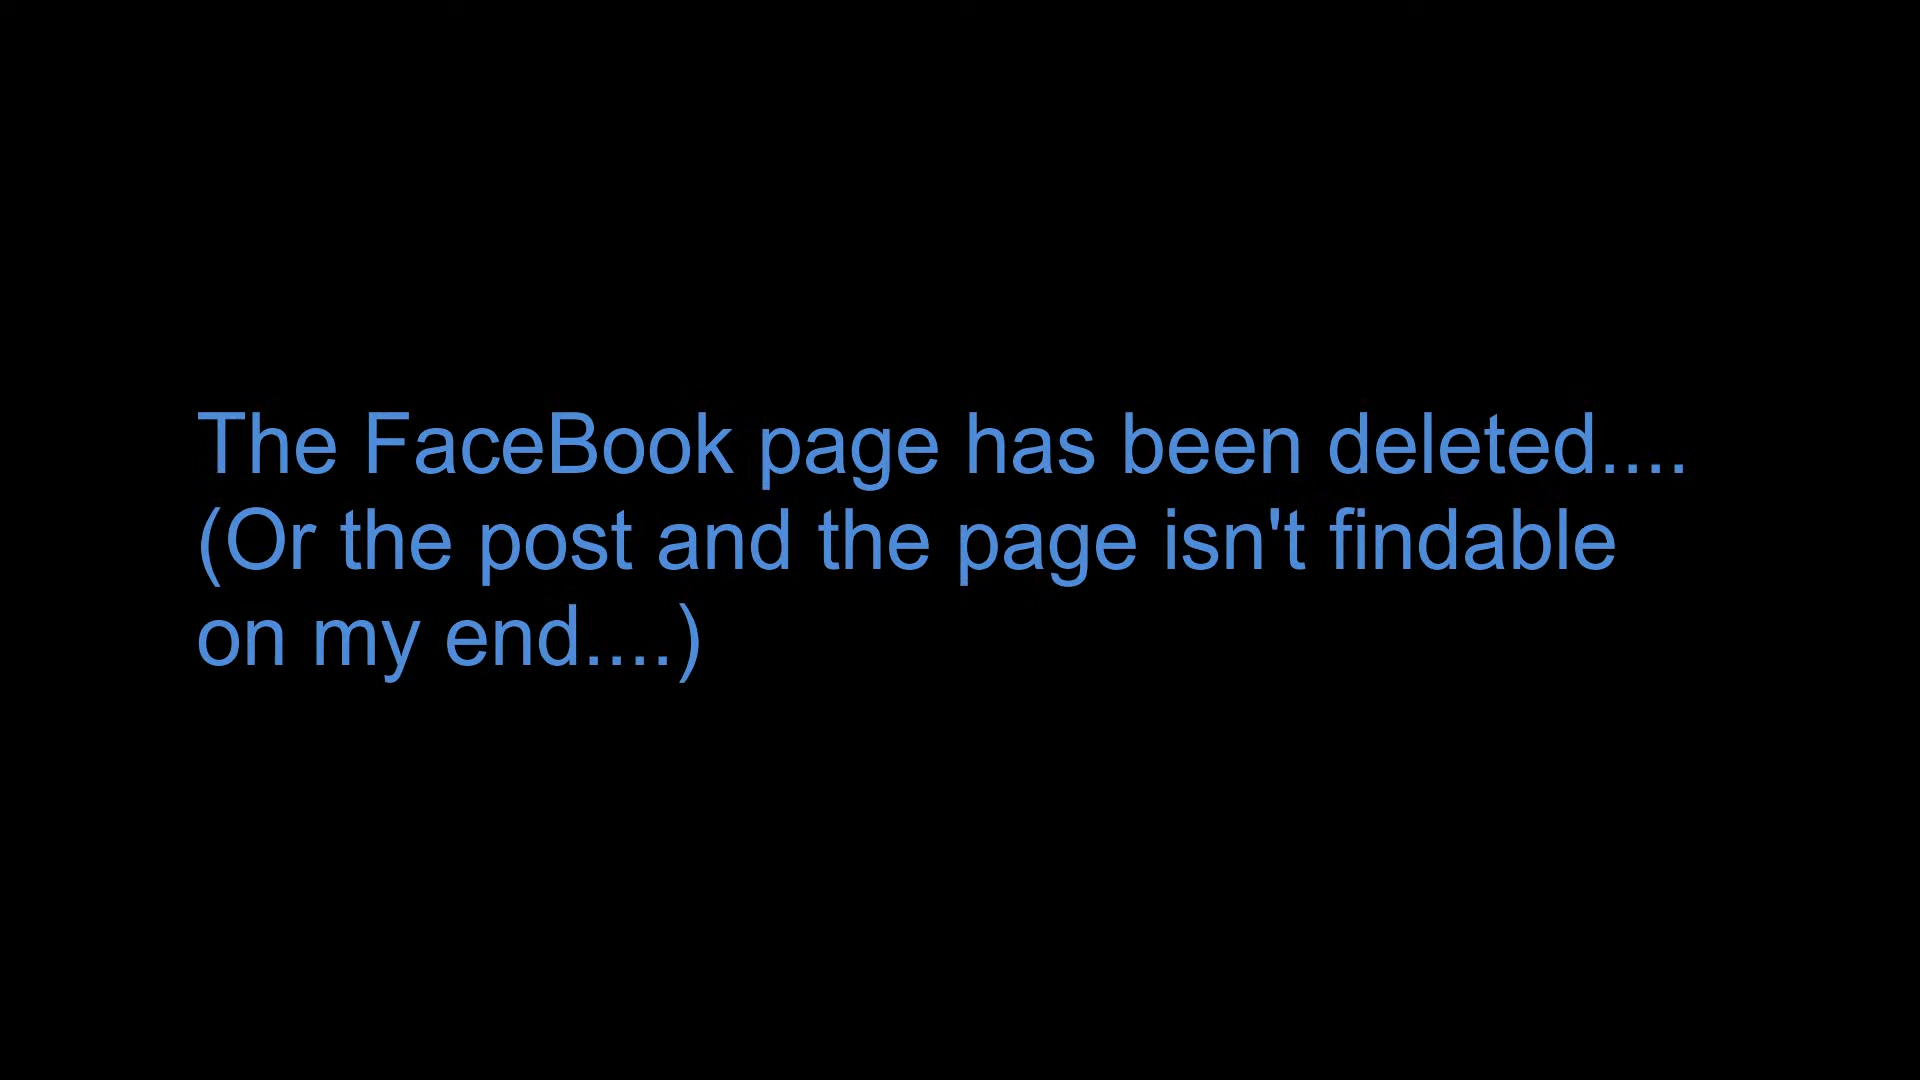 The FaceBook page has been deleted....
(Or the post and the page isn't findable
on my end....)